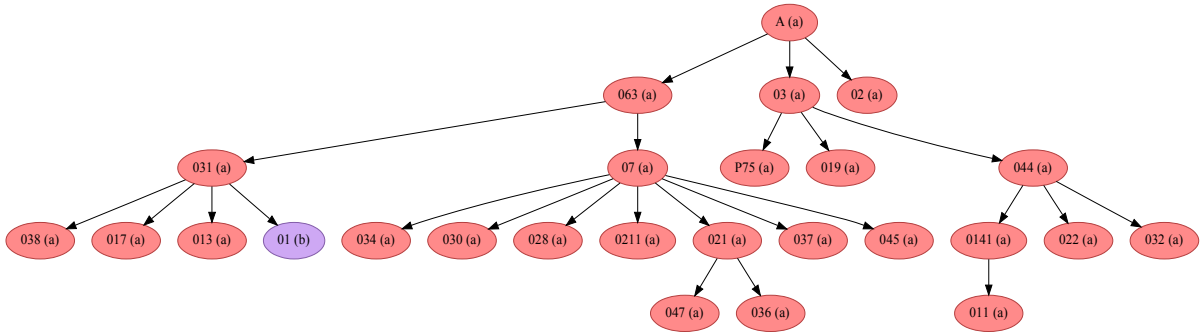 A (a)
063 (a)
03 (a)
02 (a)
031 (a)
07 (a)
P75 (a)
019 (a)
044 (a)
038 (a)
017 (a)
013 (a)
01 (b)
034 (a)
030 (a)
028 (a)
0211 (a)
021 (a)
037 (a)
045 (a)
0141 (a)
022 (a)
032 (a)
047 (a)
036 (a)
011 (a)